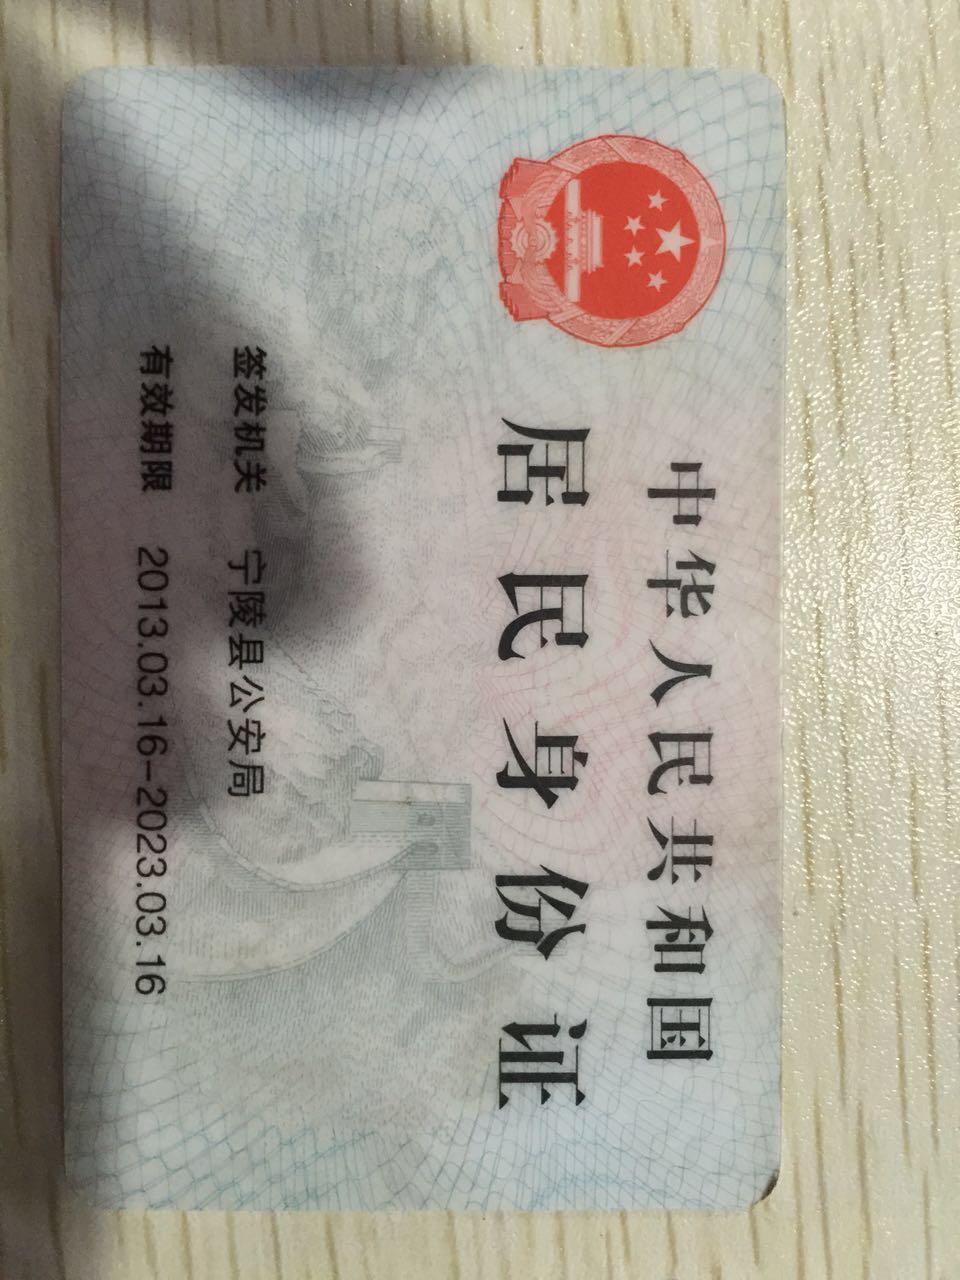 中华人民共和国
居民身份证
签发机关 宁陵县公安局
有效期限 2013.03.16-2023.03.16